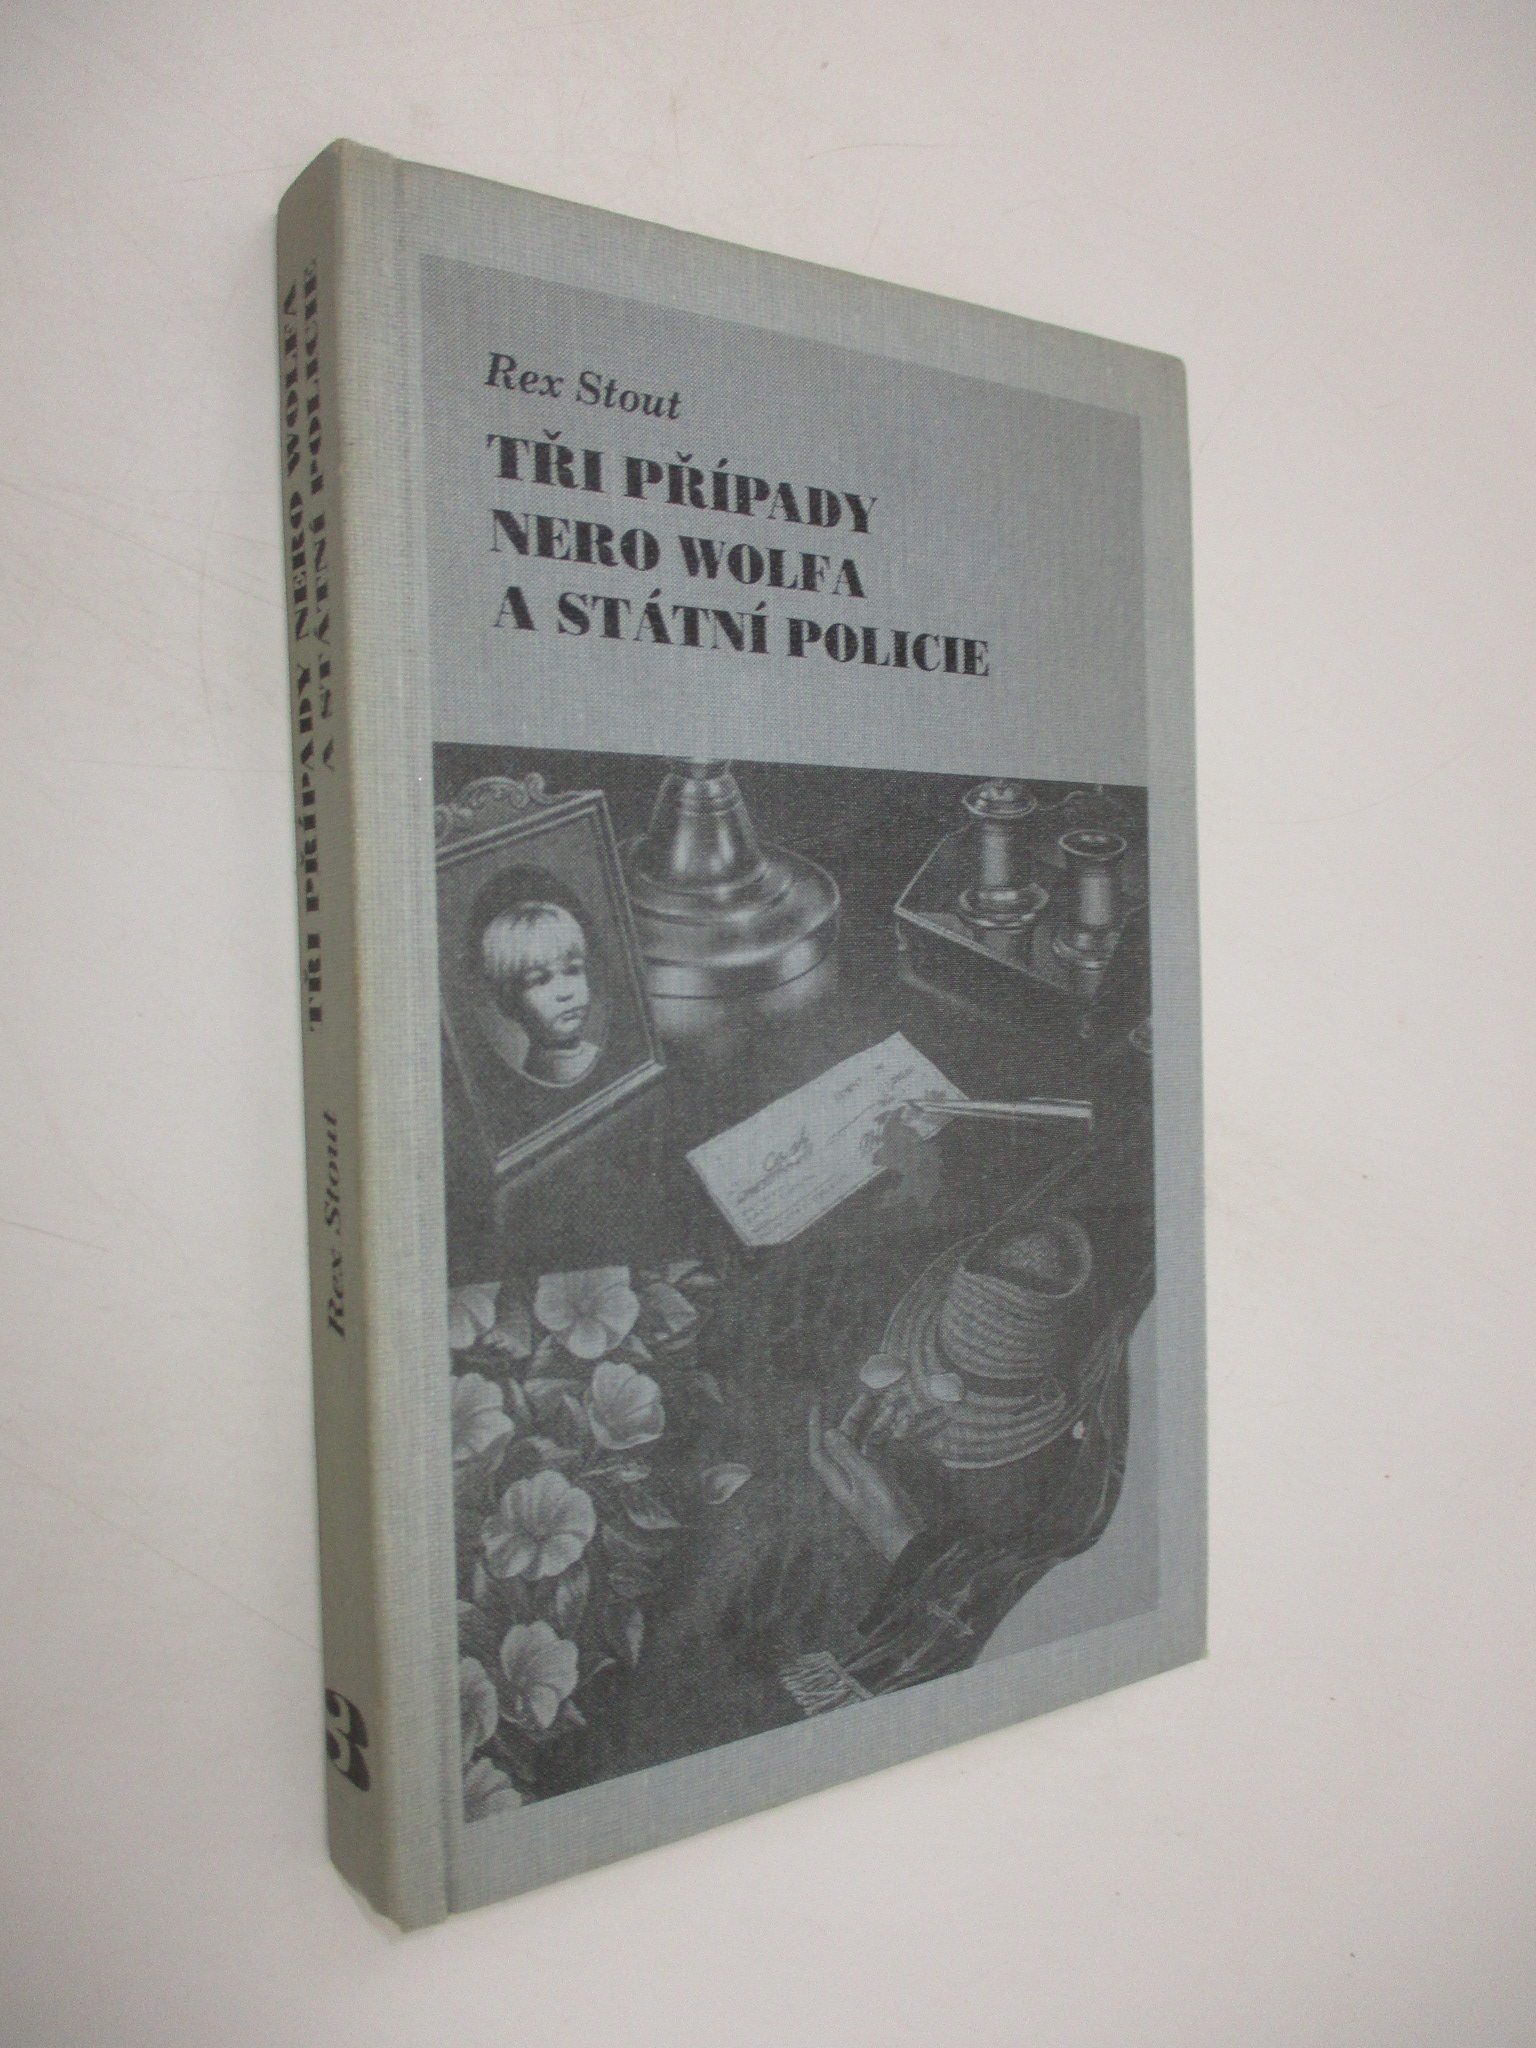 Rex Stout
TŘI PŘÍPADY
NERO WOLFA
A STÁTNÍ POLICIE
Rex Stout
TŘI PŘÍPADY NERO WOLFA
A STÁTNÍ POLICIE
3